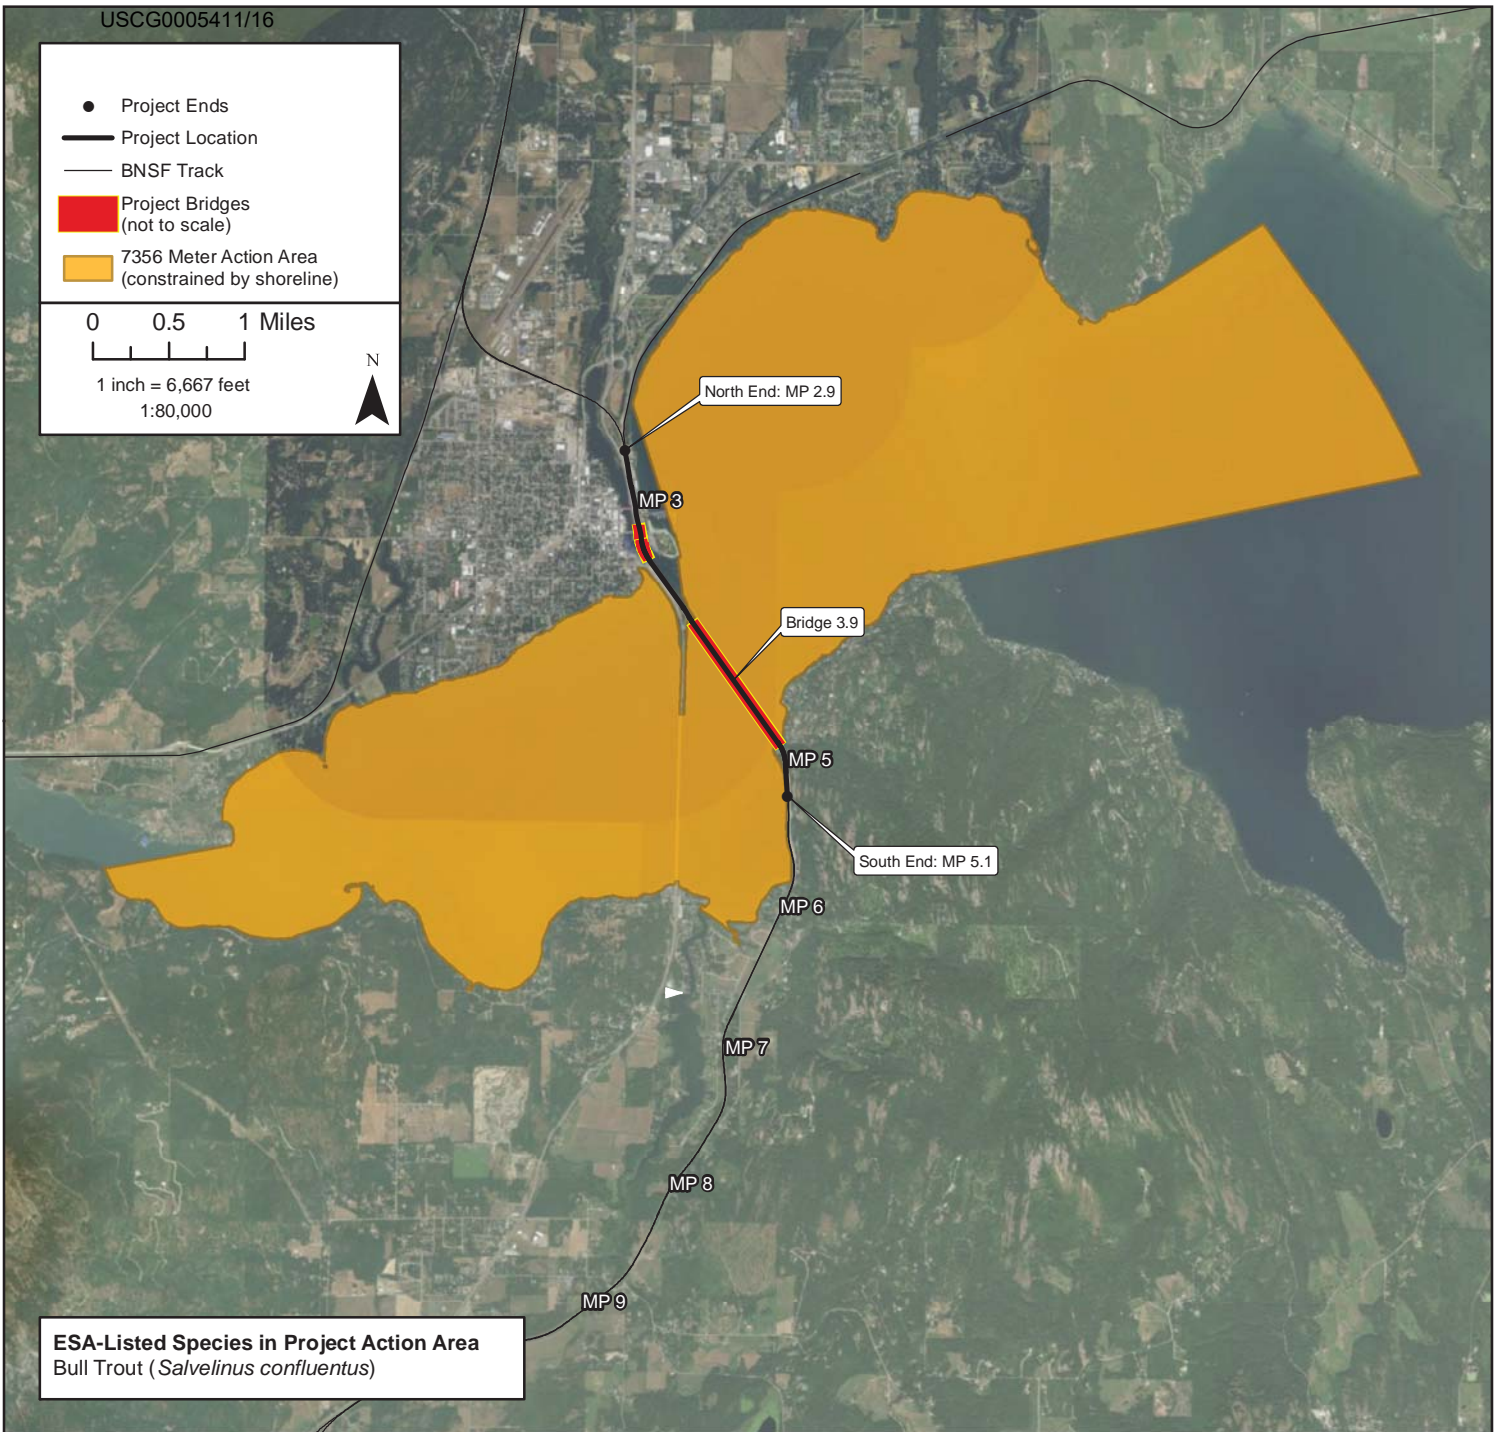 USCG0005411/16
Project Ends
Project Location
BNSF Track
Project Bridges
(not to scale)
7356 Meter Action Area
(constrained by shoreline)
0 0.5 1 Miles
1 inch = 6,667 feet
1:80,000
N
North End: MP 2.9
MP 3
Bridge 3.9
MP 5
South End: MP 5.1
MP 6
MP 7
MP 8
MP 9
ESA-Listed Species in Project Action Area
Bull Trout (Salvelinus confluentus)